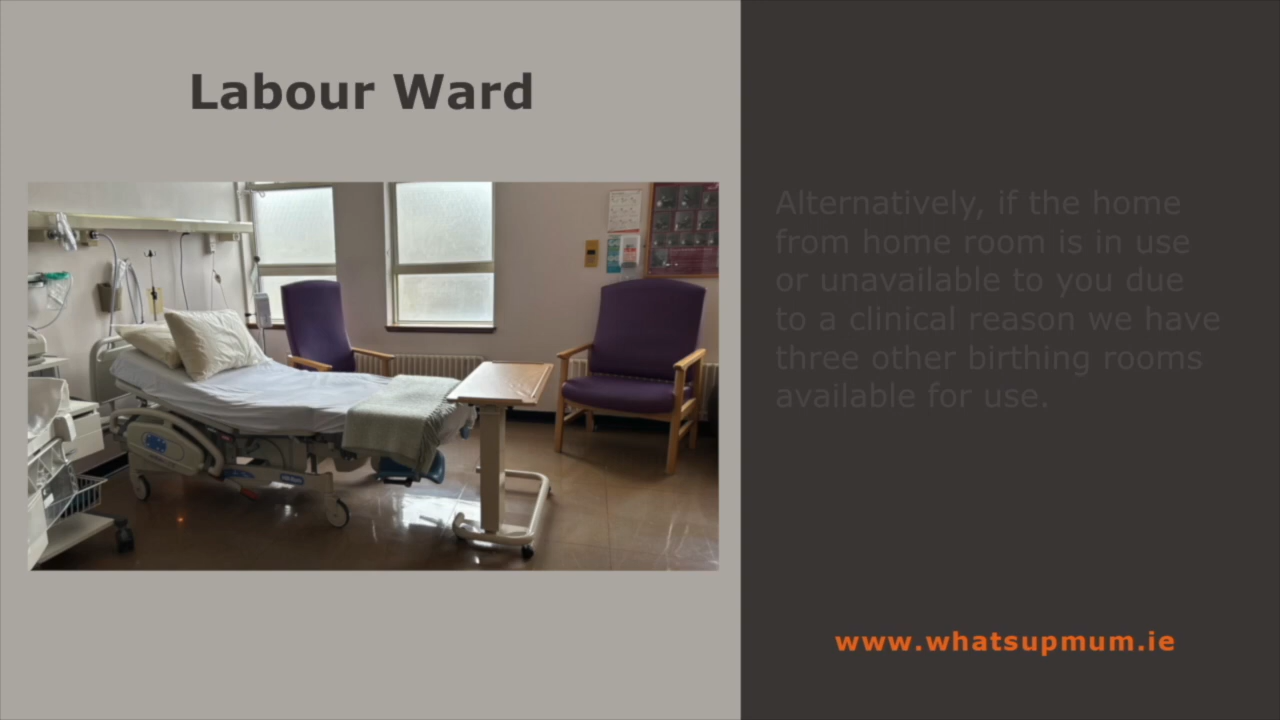 Labour Ward
Alternatively, if the home
from home room is in use
or unavailable to you due
to a clinical reason we have
three other birthing rooms
available for use.
www.whatsupmum.ie